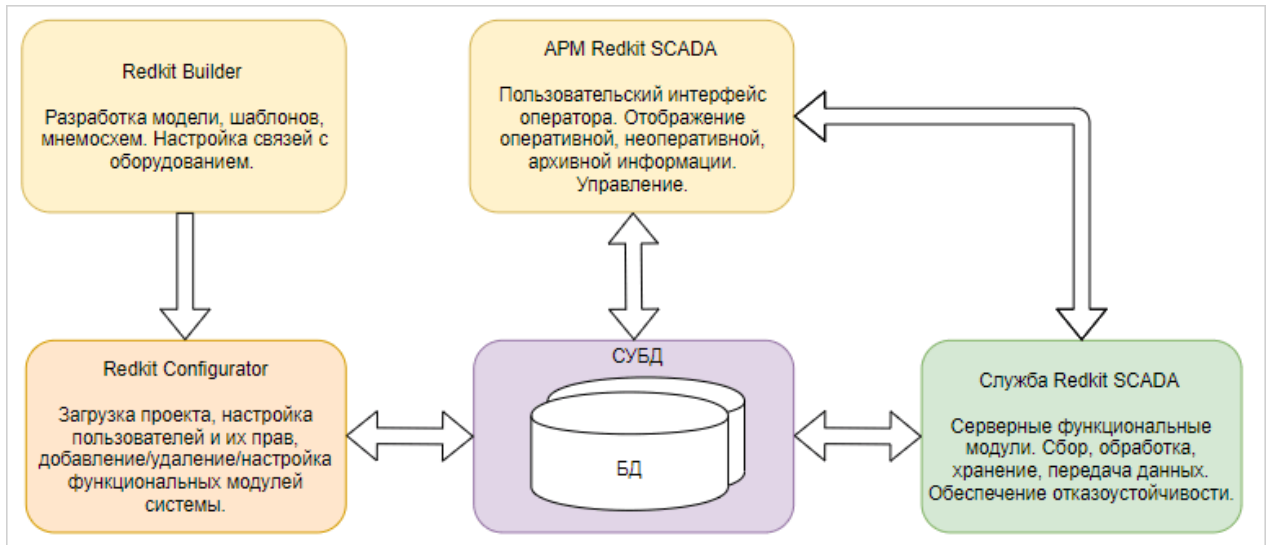 Redkit Builder
Разработка модели, шаблонов,
мнемосхем. Настройка связей с
оборудованием.
АРМ Redkit SCADA
Пользовательский интерфейс
оператора. Отображение
оперативной, неоперативной,
архивной информации.
Управление.
Redkit Configurator
Загрузка проекта, настройка
пользователей и их прав,
добавление/удаление/настройка
функциональных модулей
системы.
СУБД
БД
Служба Redkit SCADA
Серверные функциональные
модули. Сбор, обработка,
хранение, передача данных.
Обеспечение отказоустойчивости.